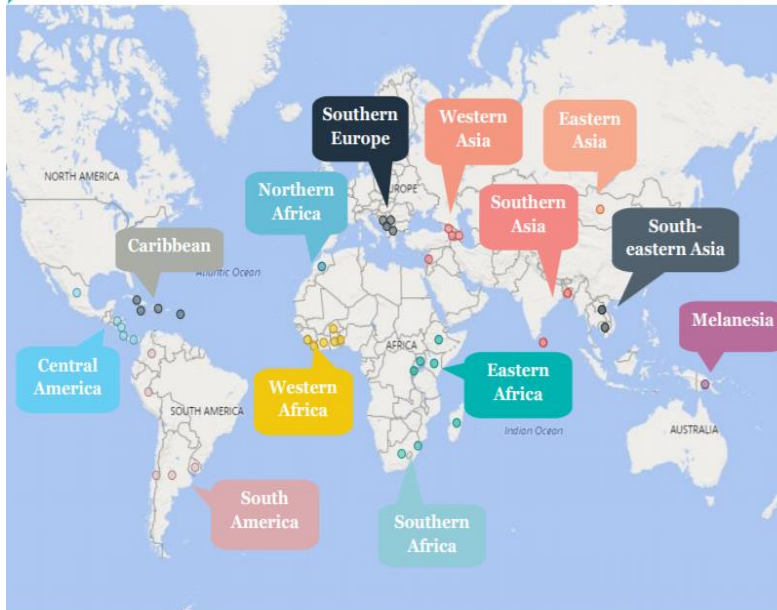 Southern
Europe
Western
Asia
Eastern
Asia
NORTH AMERICA
Northern
Africa
EUROPE
Southern
Asia
South-
eastern Asia
Caribbean
Atlantic Ocean
Melanesia
Central
America
Western
Africa
AFRICA
Eastern
Africa
SOUTH AMERICA
Indian Ocean
AUSTRALIA
South
America
Southern
Africa